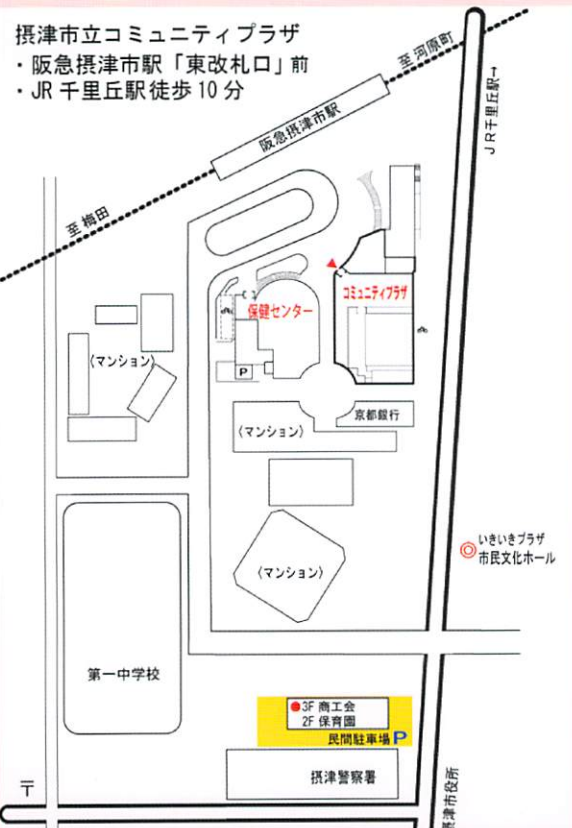 摂津市立コミュニティプラザ
・阪急摂津市駅「東改札口」前
・JR千里丘駅徒歩10分
至河原町
JR千里丘駅→
阪急摂津市駅
至梅田
コミュニティプラザ
保健センター
P
〈マンション〉
京都銀行
〈マンション〉
いきいきプラザ
市民文化ホール
〈マンション〉
第一中学校
3F 商工会
2F 保育園
民間駐車場 P
摂津警察署
〒
摂津市役所